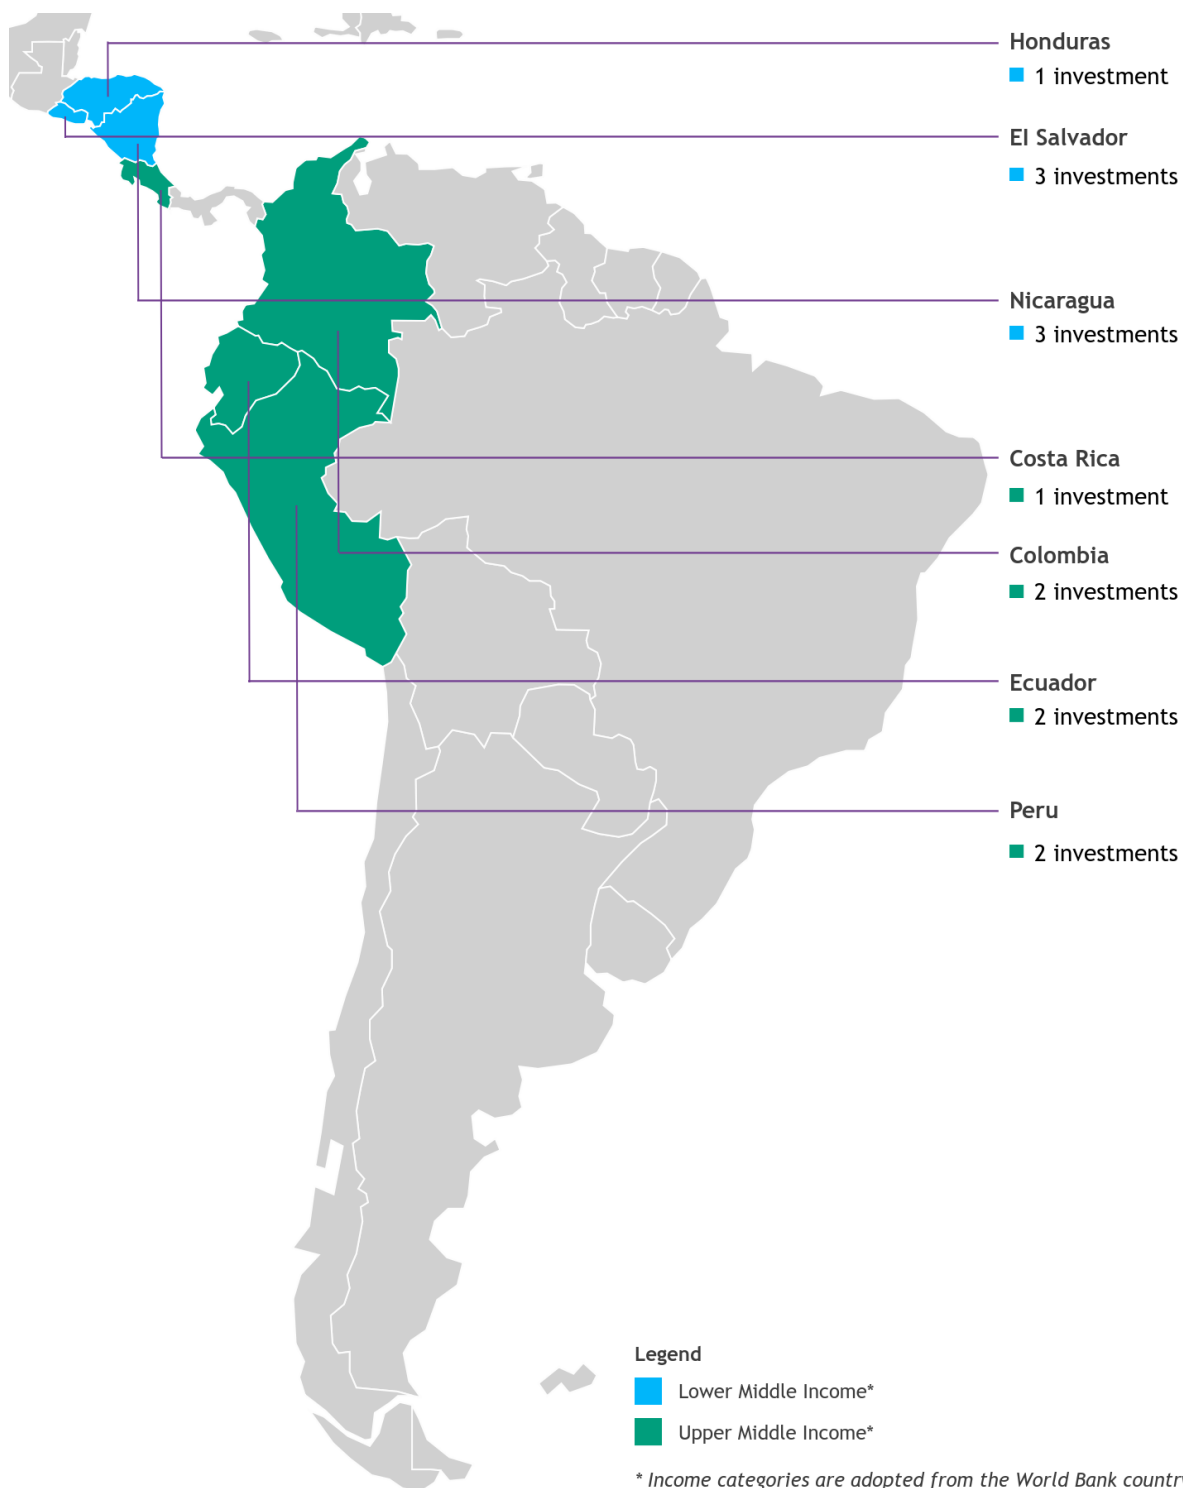 Honduras
1 investment
El Salvador
3 investments
Nicaragua
3 investments
Costa Rica
1 investment
Colombia
2 investments
Ecuador
2 investments
Peru
2 investments
Legend
Lower Middle Income*
Upper Middle Income*
* Income categories are adopted from the World Bank country